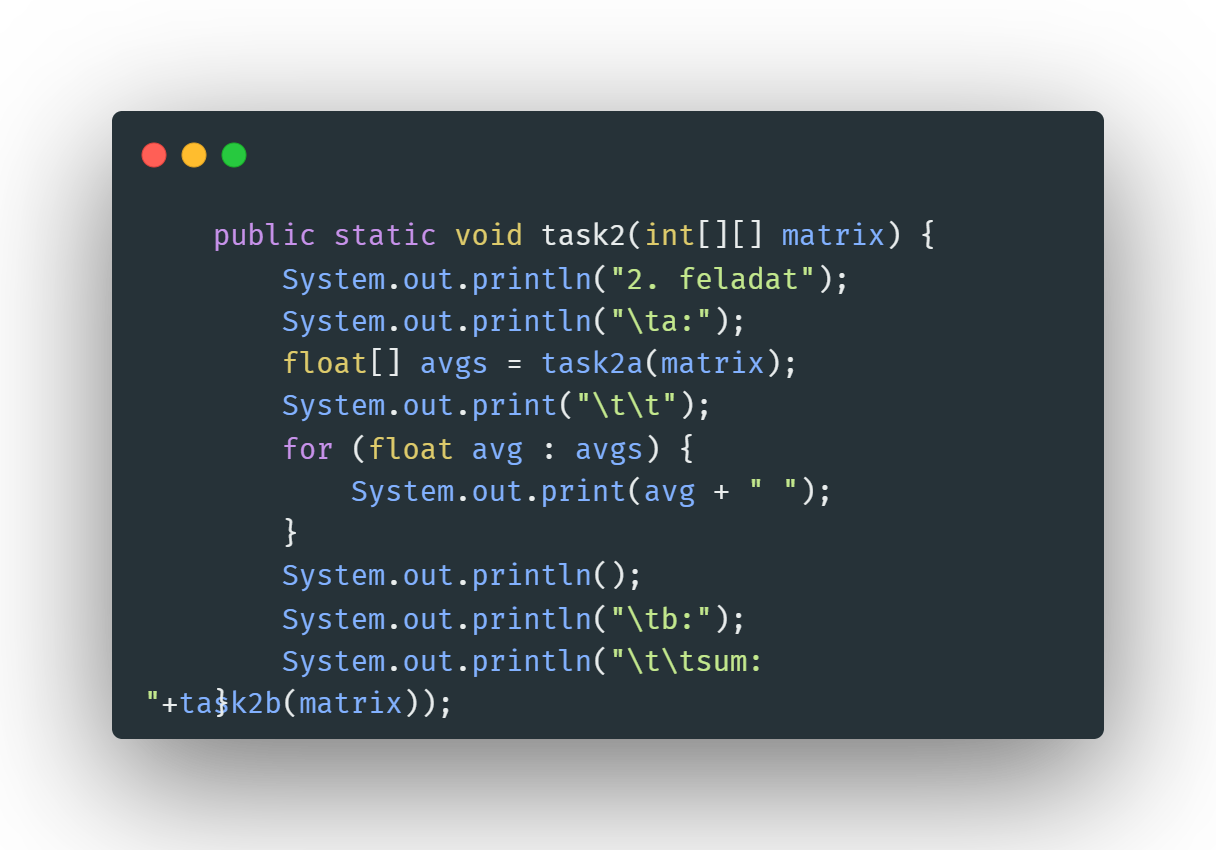 public static void task2(int[][] matrix) {
System.out.println("2. feladat");
System.out.println("\ta:");
float[] avgs = task2a(matrix);
System.out.print("\t\t");
for (float avg : avgs) {
System.out.print(avg + " ");
}
System.out.println();
System.out.println("\tb:");
System.out.println("\t\tsum:
"+task2b(matrix));
}